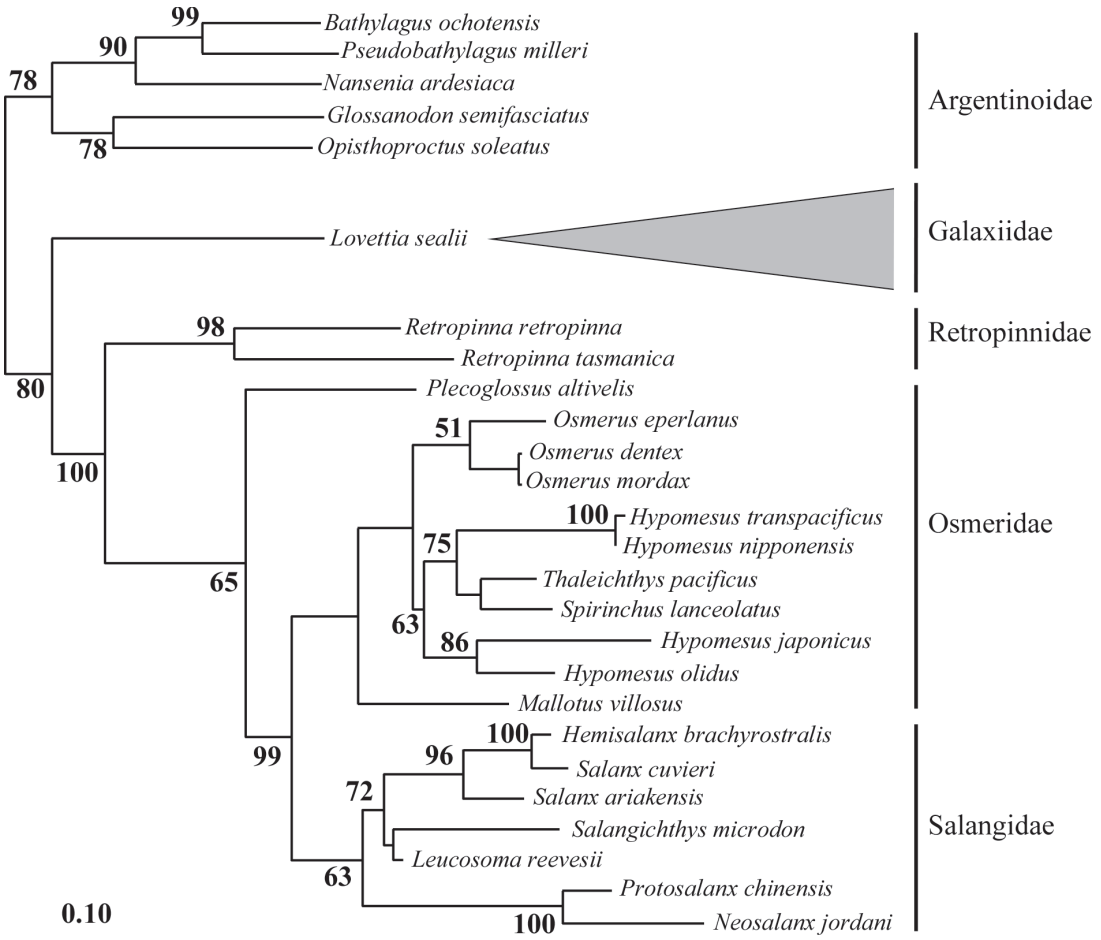 99
Bathylagus ochotensis
90
Pseudobathylagus milleri
78
Nansenia ardesiaca
Argentinoidae
Glossanodon semifasciatus
78
Opisthoproctus soleatus
Lovettia sealii
Galaxiidae
98
Retropinna retropinna
Retropinnidae
Retropinna tasmanica
80
Plecoglossus altivelis
51
Osmerus eperlanus
Osmerus dentex
100
Osmerus mordax
100
Hypomesus transpacificus
Osmeridae
75
Hypomesus nipponensis
65
Thaleichthys pacificus
Spirinchus lanceolatus
63
86
Hypomesus japonicus
Hypomesus olidus
Mallotus villosus
100
Hemisalanx brachyrostralis
99
96
Salanx cuvieri
72
Salanx ariakensis
Salangichthys microdon
Salangidae
Leucosoma reevesii
63
Protosalanx chinensis
0.10
100
Neosalanx jordani